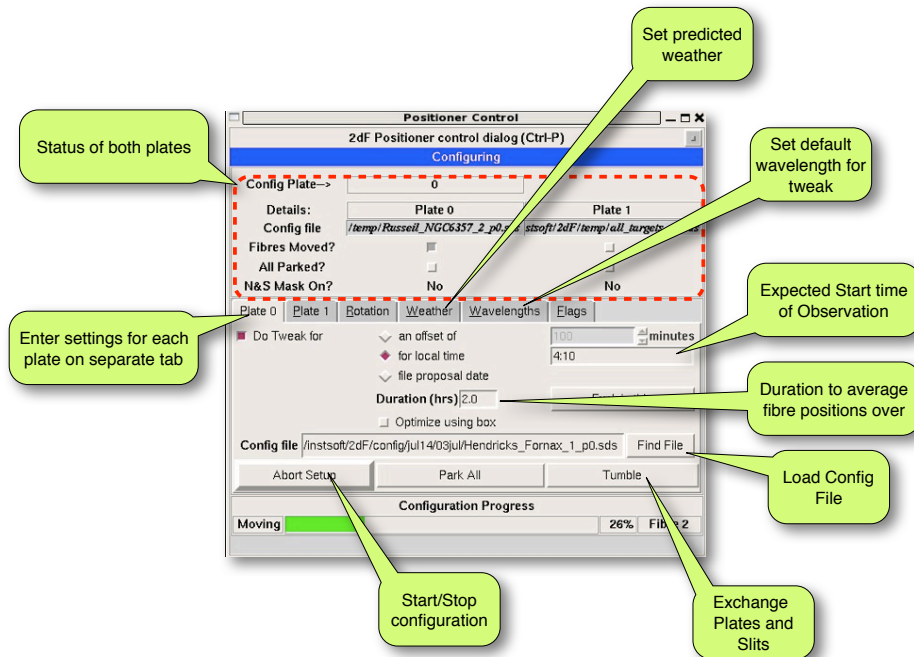 Set predicted
weather
Positioner Control
2dF Positioner control dialog (Ctrl-P)
Configuring
Status of both plates
Set default
wavelength for
tweak
Config Plate-> 0
Details: Plate 0 Plate 1
Config file /temp/Russeil_NGC6357_2_p0.sds stsoft/2dF/temp/all_targets
Fibres Moved?
All Parked?
N&S Mask On? No No
Expected Start time
of Observation
Plate 0 Plate 1 Rotation Weather Wavelengths Flags
Enter settings for each
plate on separate tab
Do Tweak for an offset of 100 minutes
for local time 4:10
file proposal date
Duration (hrs) 2.0
Duration to average
fibre positions over
Optimize using box
Config file /instsoft/2dF/config/jul14/03jul/Hendricks_Fornax_1_p0.sds Find File
Abort Setup Park All Tumble
Load Config
File
Configuration Progress
Moving 26% Fibre 2
Start/Stop
configuration
Exchange
Plates and
Slits